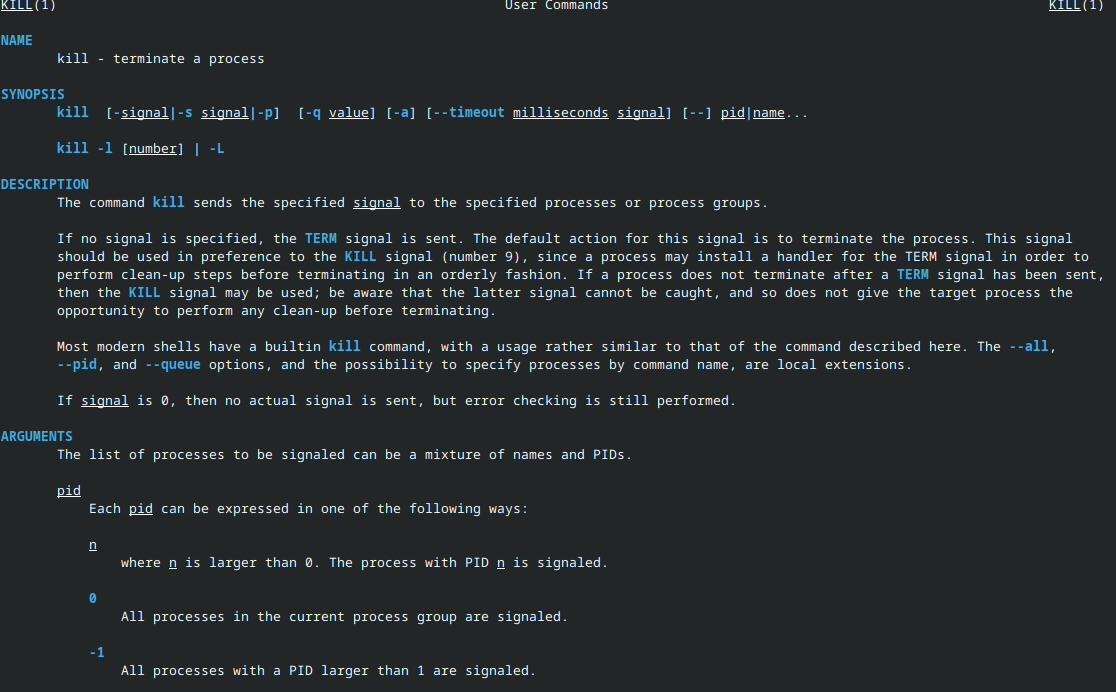 KILL(1) User Commands KILL(1)
NAME
kill - terminate a process
SYNOPSIS
kill [-signal|-s signal|-p] [-q value] [-a] [--timeout milliseconds signal] [--] pid|name...
kill -l [number] | -L
DESCRIPTION
The command kill sends the specified signal to the specified processes or process groups.
If no signal is specified, the TERM signal is sent. The default action for this signal is to terminate the process. This signal
should be used in preference to the KILL signal (number 9), since a process may install a handler for the TERM signal in order to
perform clean-up steps before terminating in an orderly fashion. If a process does not terminate after a TERM signal has been sent,
then the KILL signal may be used; be aware that the latter signal cannot be caught, and so does not give the target process the
opportunity to perform any clean-up before terminating.
Most modern shells have a builtin kill command, with a usage rather similar to that of the command described here. The --all,
--pid, and --queue options, and the possibility to specify processes by command name, are local extensions.
If signal is 0, then no actual signal is sent, but error checking is still performed.
ARGUMENTS
The list of processes to be signaled can be a mixture of names and PIDs.
pid
Each pid can be expressed in one of the following ways:
n
where n is larger than 0. The process with PID n is signaled.
0
All processes in the current process group are signaled.
-1
All processes with a PID larger than 1 are signaled.